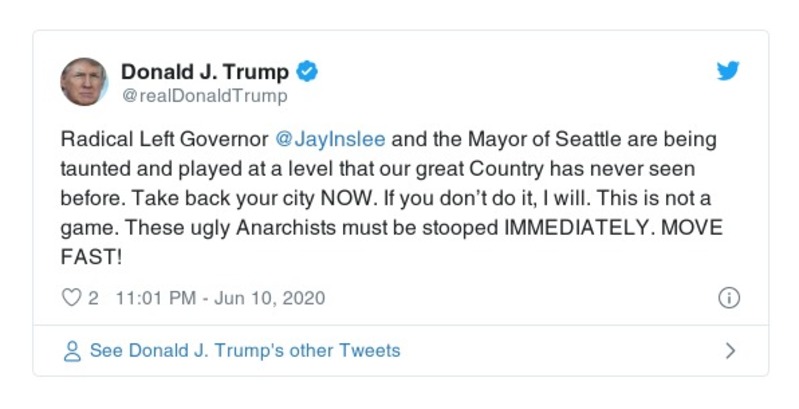 Donald J. Trump
@realDonaldTrump
Radical Left Governor @JayInslee and the Mayor of Seattle are being
taunted and played at a level that our great Country has never seen
before. Take back your city NOW. If you don’t do it, I will. This is not a
game. These ugly Anarchists must be stooped IMMEDIATELY. MOVE
FAST!
2 11:01 PM - Jun 10, 2020
See Donald J. Trump's other Tweets